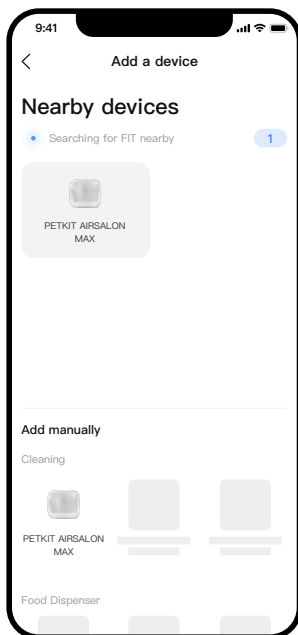 9:41
Add a device
Nearby devices
Searching for FIT nearby
1
PETKIT AIRSALON
MAX
Add manually
Cleaning
PETKIT AIRSALON
MAX
Food Dispenser